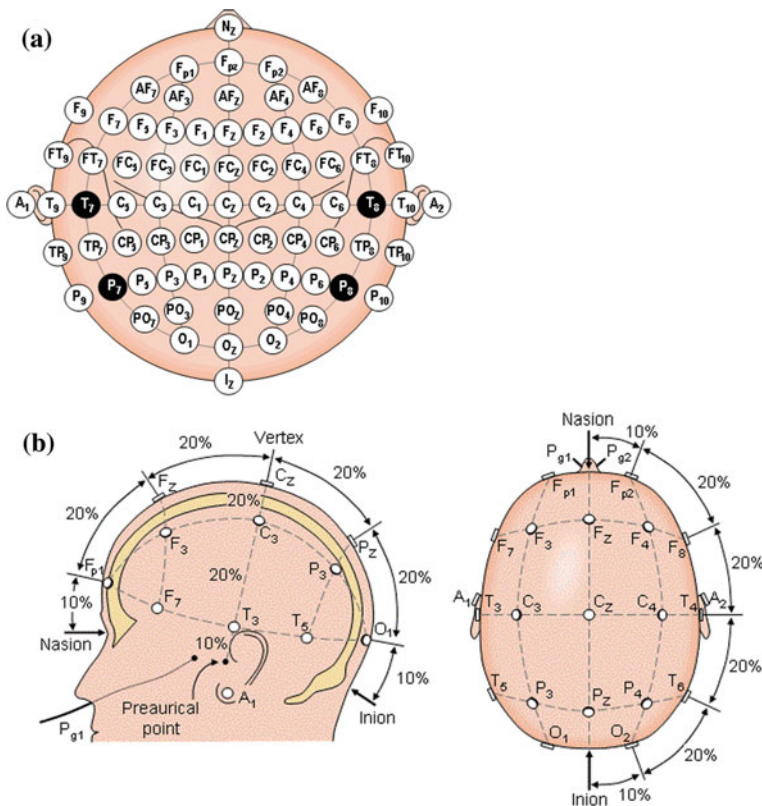 (a)
Nz
Fp1 Fpz Fp2
AF7 AF3 AFz AF4 AF8
F9 F7 F5 F3 F1 Fz F2 F4 F6 F8 F10
FT9 FT7 FC5 FC3 FC1 FCz FC2 FC4 FC6 FT8 FT10
A1 T9 T7 C5 C3 C1 Cz C2 C4 C6 T8 T10 A2
TP9 TP7 CP5 CP3 CP1 CPz CP2 CP4 CP6 TP8 TP10
P9 P7 P5 P3 P1 Pz P2 P4 P6 P8 P10
PO7 PO3 POz PO4 PO8
O1 Oz O2
Iz
(b)
20% Vertex
Fz Cz 20%
20% 20%
F3 C3 Pz
Fp1 20% P3 20%
10% F7 T3 T5 O1
Nasion 10% 10%
Preaurical
point
A1 Inion
Pg1
Nasion
10%
Pg1 Pg2
Fp1 Fp2
20%
F7 F3 Fz F4 F8
20%
A1 T3 C3 Cz C4 T4 A2
20%
T5 P3 Pz P4 T6
O1 O2 20%
Inion 10%